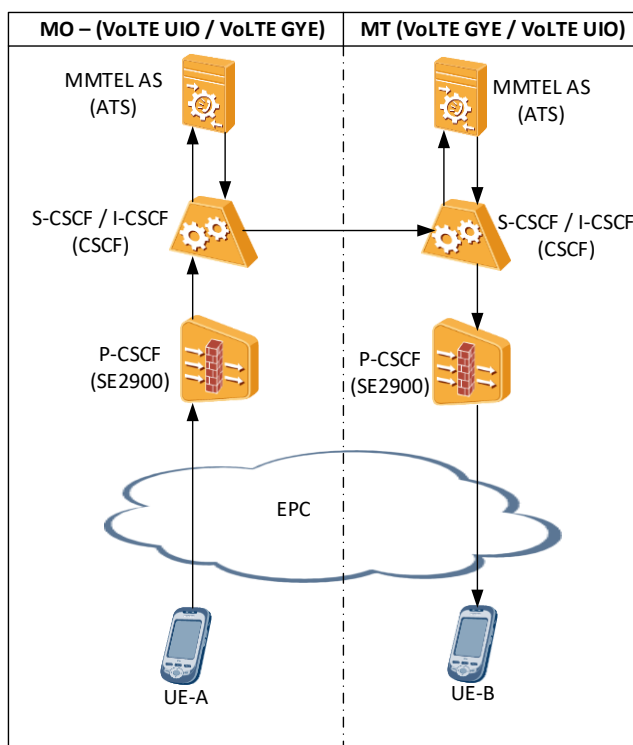 MO – (VoLTE UIO / VoLTE GYE)
MT (VoLTE GYE / VoLTE UIO)
MMTEL AS
(ATS)
MMTEL AS
(ATS)
S-CSCF / I-CSCF
(CSCF)
S-CSCF / I-CSCF
(CSCF)
P-CSCF
(SE2900)
P-CSCF
(SE2900)
EPC
UE-A
UE-B